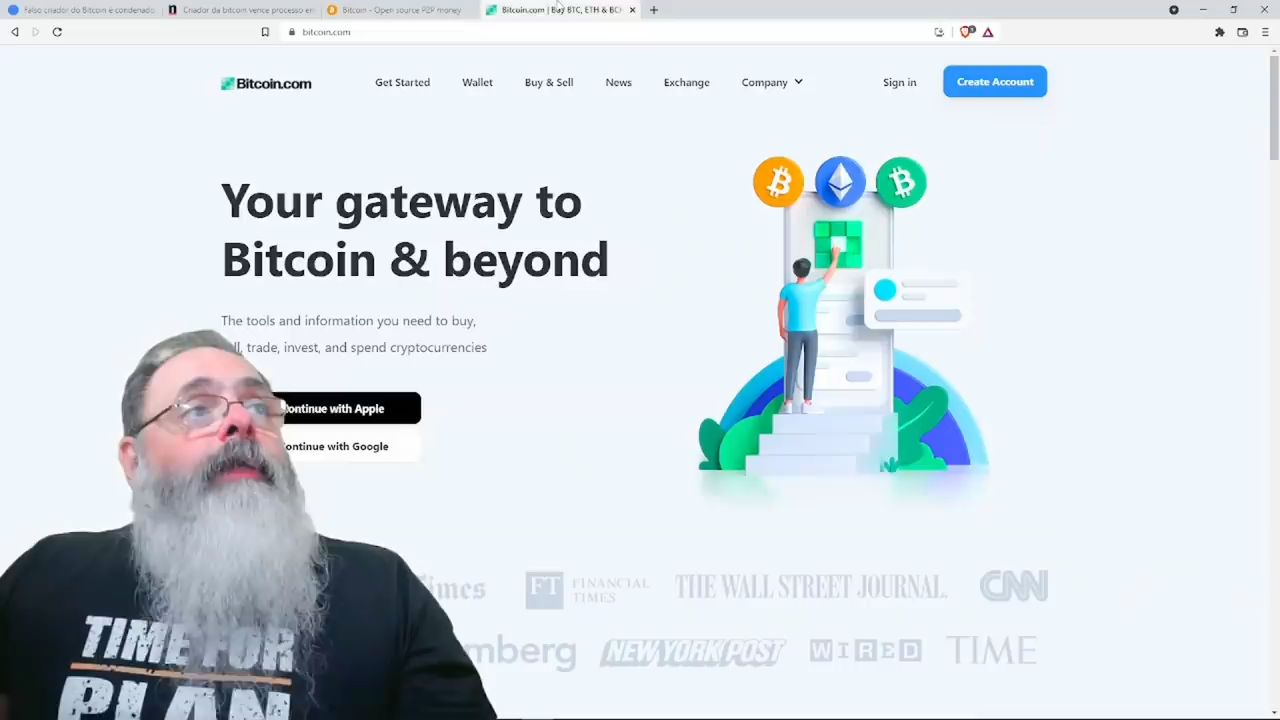 Falso criador do Bitcoin é condenado
Criador da bitcoin vence processo em
Bitcoin - Open source P2P money
Bitcoin.com | Buy BTC, ETH & BCH
bitcoin.com
Bitcoin.com
Get Started
Wallet
Buy & Sell
News
Exchange
Company
Sign in
Create Account
Your gateway to
Bitcoin & beyond
The tools and information you need to buy,
trade, invest, and spend cryptocurrencies
Continue with Apple
Continue with Google
FT FINANCIAL
TIMES
THE WALL STREET JOURNAL.
CNN
NEW YORK POST
WIRED
TIME
TIME FOR
PLAN